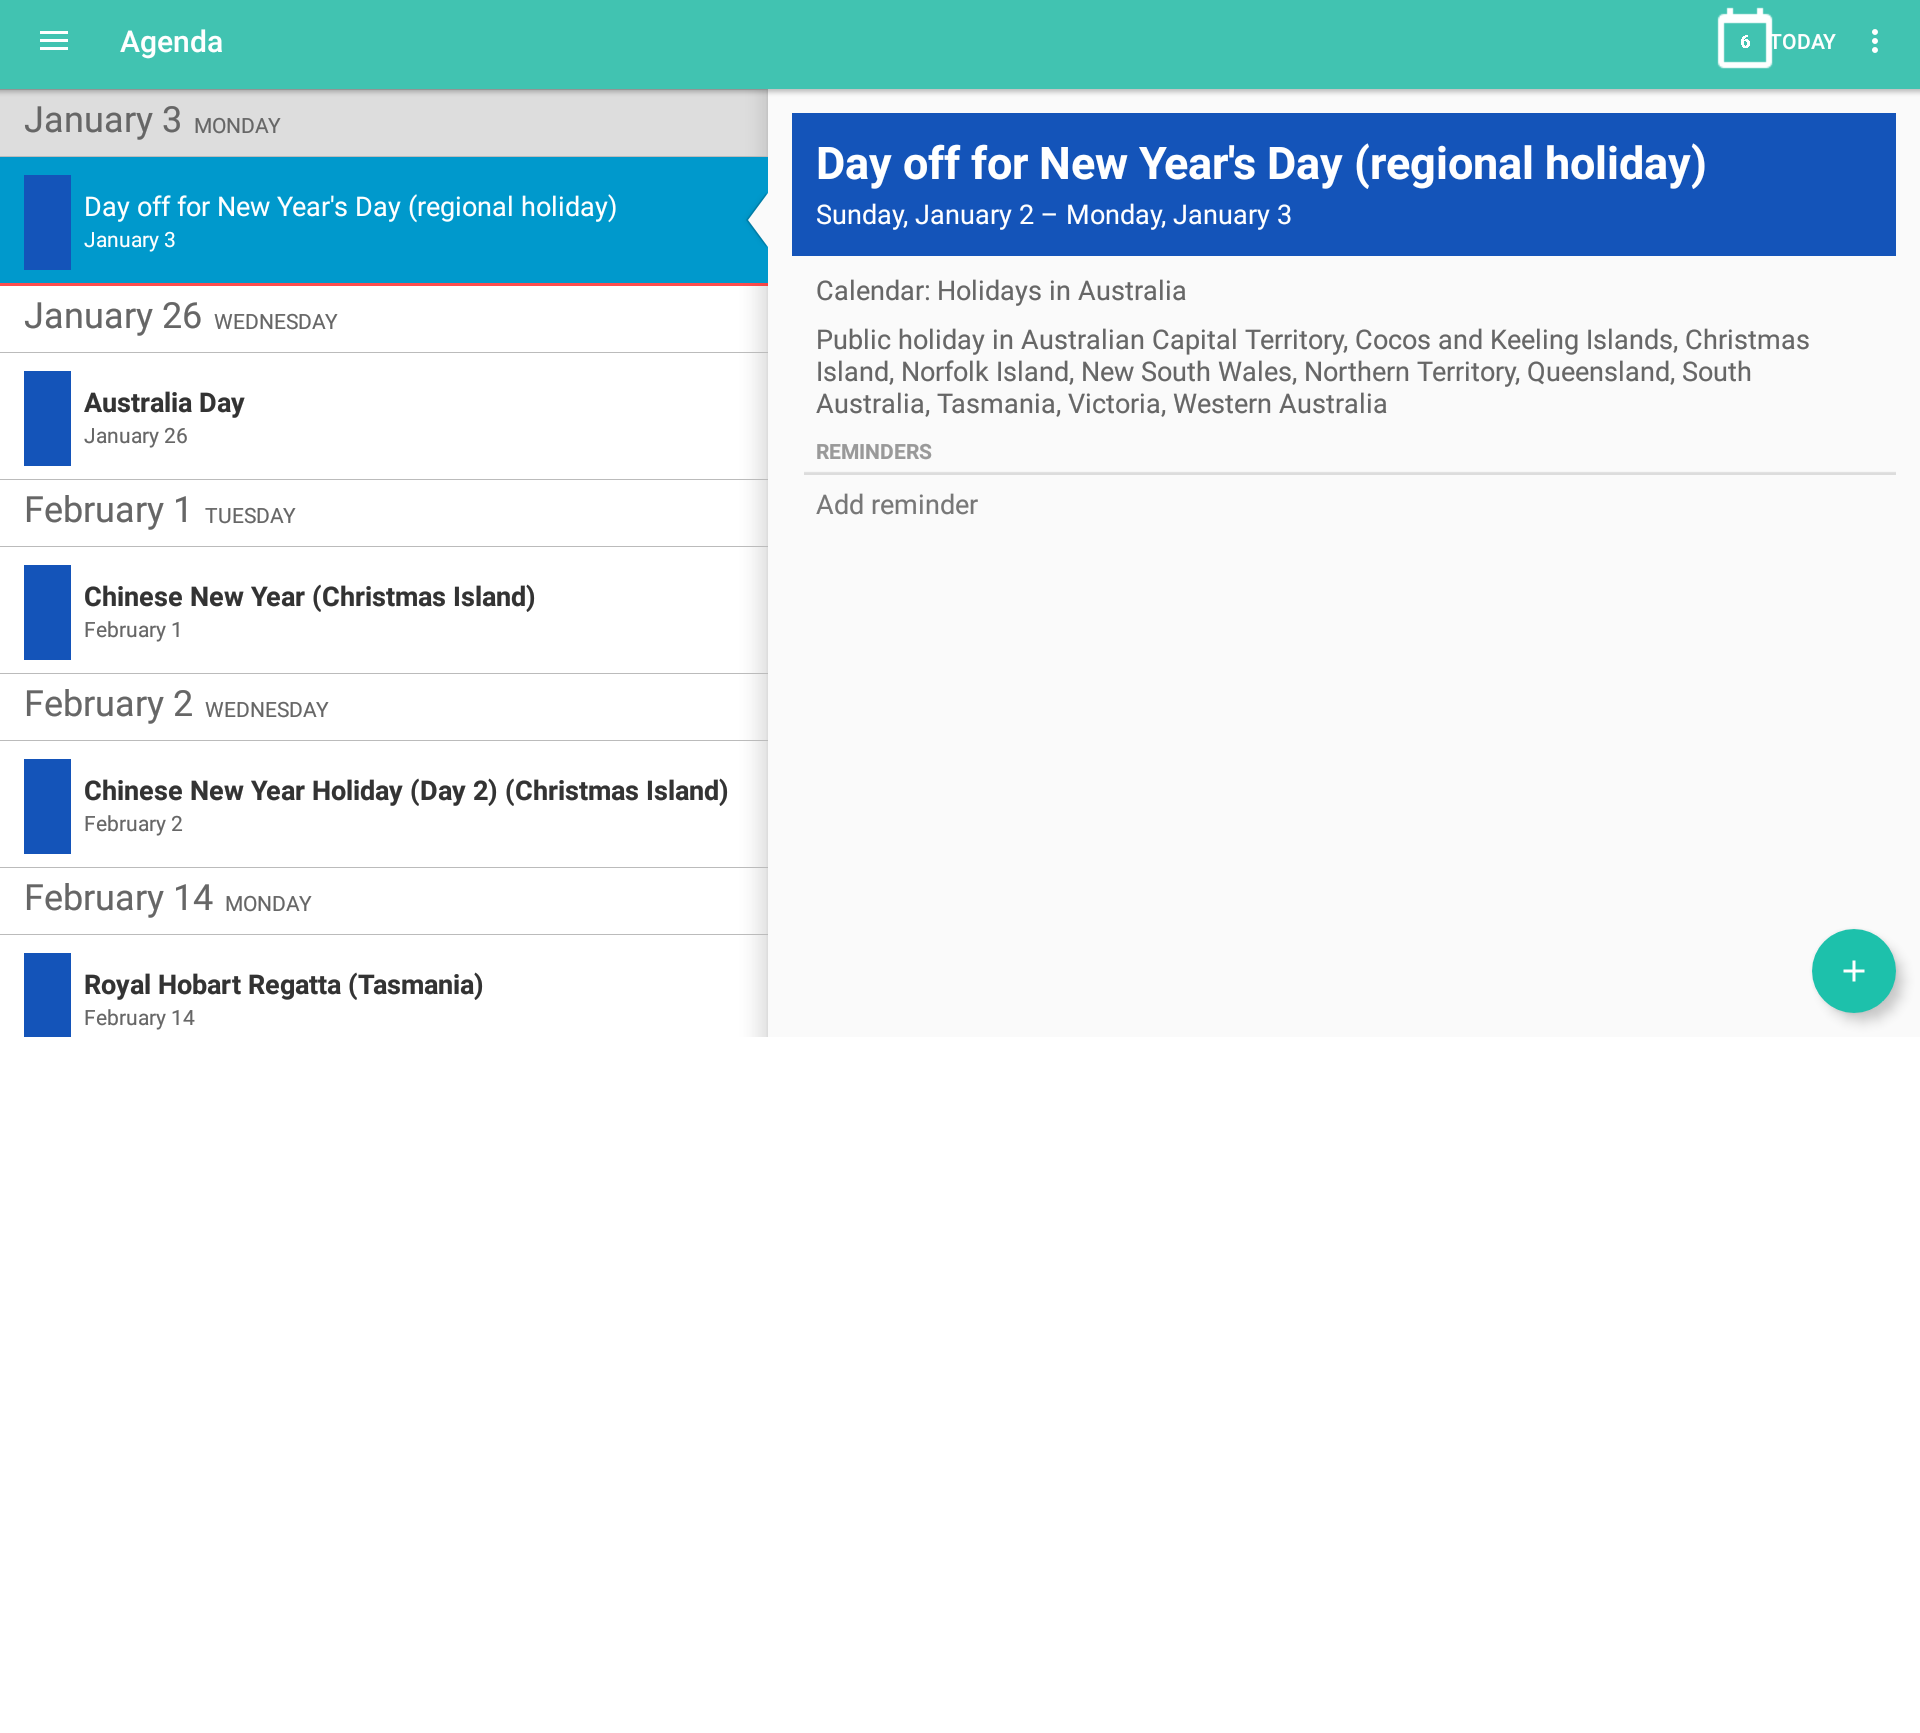 Agenda
6 TODAY
January 3 MONDAY
Day off for New Year's Day (regional holiday)
January 3
January 26 WEDNESDAY
Australia Day
January 26
February 1 TUESDAY
Chinese New Year (Christmas Island)
February 1
February 2 WEDNESDAY
Chinese New Year Holiday (Day 2) (Christmas Island)
February 2
February 14 MONDAY
Royal Hobart Regatta (Tasmania)
February 14
Day off for New Year's Day (regional holiday)
Sunday, January 2 – Monday, January 3
Calendar: Holidays in Australia
Public holiday in Australian Capital Territory, Cocos and Keeling Islands, Christmas
Island, Norfolk Island, New South Wales, Northern Territory, Queensland, South
Australia, Tasmania, Victoria, Western Australia
REMINDERS
Add reminder